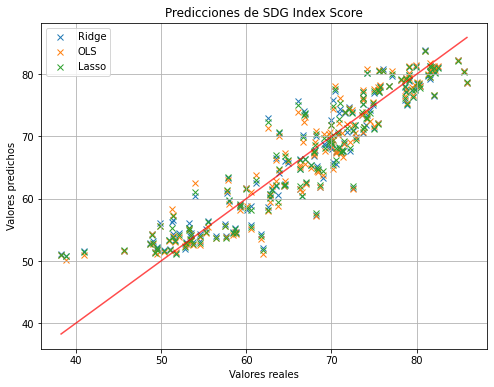 Predicciones de SDG Index Score
Ridge
OLS
Lasso
Valores predichos
80
70
60
50
40
40
50
60
70
80
Valores reales